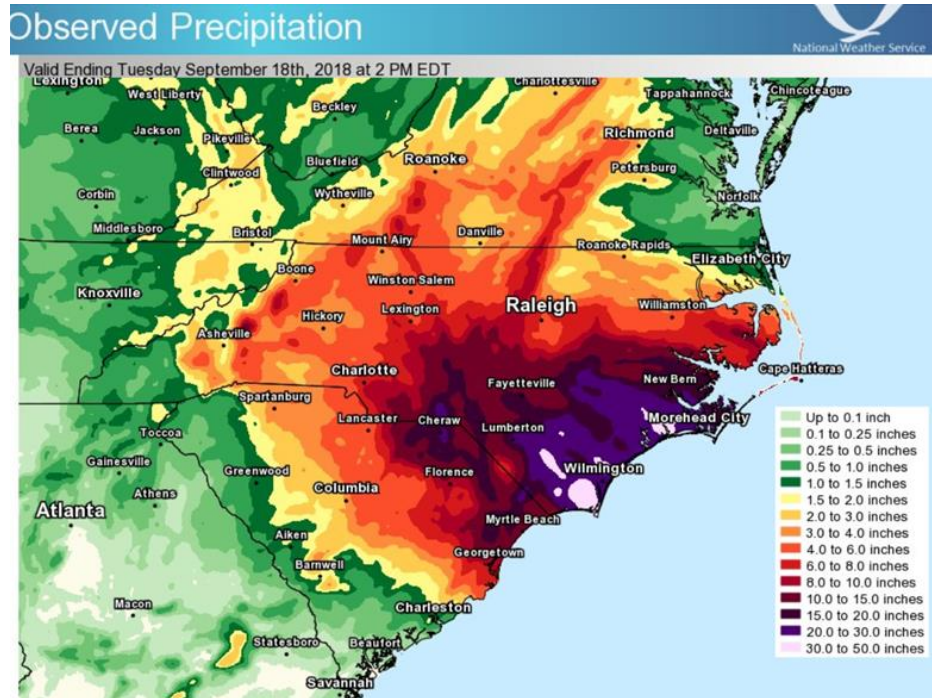 Observed Precipitation
National Weather Service
Valid Ending Tuesday September 18th, 2018 at 2 PM EDT
Lexington
West Liberty
Charlottesville
Tappahannock
Chincoteague
Beckley
Berea
Jackson
Pikeville
Richmond
Deltaville
Clintwood
Bluefield
Roanoke
Petersburg
Corbin
Wytheville
Norfolk
Middlesboro
Bristol
Mount Airy
Danville
Roanoke Rapids
Elizabeth City
Boone
Knoxville
Winston Salem
Lexington
Raleigh
Williamston
Asheville
Hickory
Charlotte
Fayetteville
New Bern
Cape Hatteras
Spartanburg
Lancaster
Cheraw
Lumberton
Morehead City
Toccoa
Gainesville
Greenwood
Florence
Wilmington
Athens
Columbia
Atlanta
Myrtle Beach
Aiken
Georgetown
Barnwell
Macon
Charleston
Statesboro
Beaufort
Savannah
Up to 0.1 inch
0.1 to 0.25 inches
0.25 to 0.5 inches
0.5 to 1.0 inches
1.0 to 1.5 inches
1.5 to 2.0 inches
2.0 to 3.0 inches
3.0 to 4.0 inches
4.0 to 6.0 inches
6.0 to 8.0 inches
8.0 to 10.0 inches
10.0 to 15.0 inches
15.0 to 20.0 inches
20.0 to 30.0 inches
30.0 to 50.0 inches